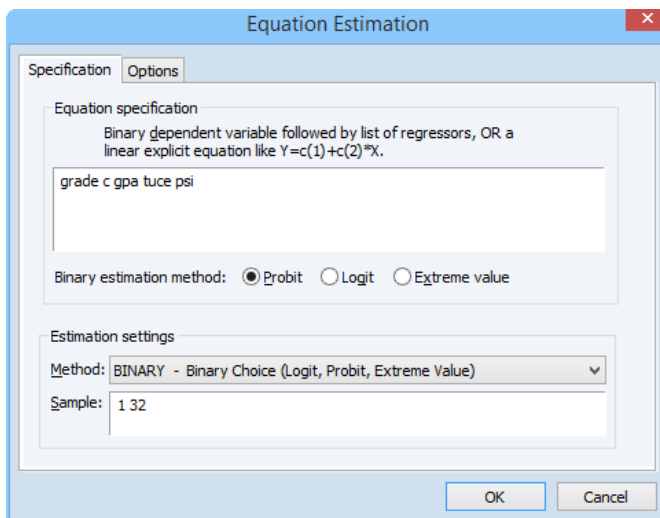 Equation Estimation
Specification Options
Equation specification
Binary dependent variable followed by list of regressors, OR a
linear explicit equation like Y=c(1)+c(2)*X.
grade c gpa tuce psi
Binary estimation method: Probit Logit Extreme value
Estimation settings
Method: BINARY - Binary Choice (Logit, Probit, Extreme Value)
Sample: 1 32
OK Cancel